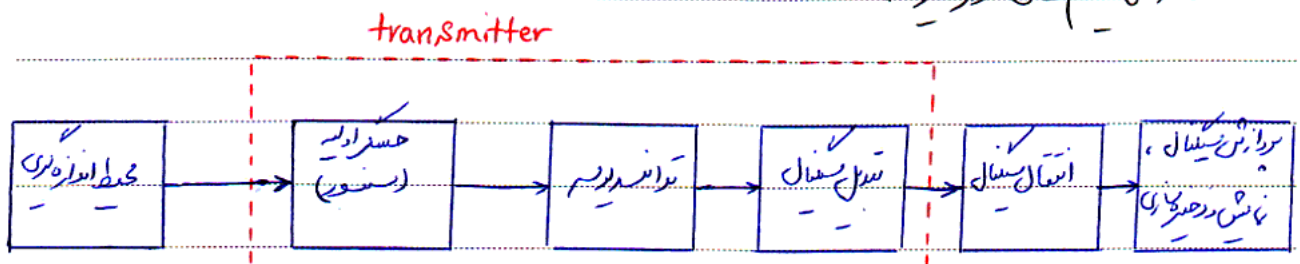 transmitter
محیط اندازه گیری
حسگر اولیه
(سنسور)
ترانسدیوسر
تبدیل سیگنال
انتقال سیگنال
پردازش سیگنال ،
نمایش و ذخیره سازی